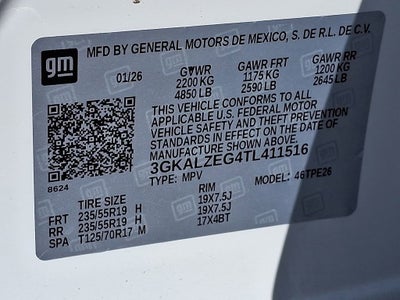 gm
MFD BY GENERAL MOTORS DE MEXICO, S. DE R.L. DE C.V.
01/26 GVWR GAWR FRT GAWR RR
2200 KG 1175 KG 1200 KG
4850 LB 2590 LB 2645 LB
THIS VEHICLE CONFORMS TO ALL
APPLICABLE U.S. FEDERAL MOTOR
VEHICLE SAFETY AND THEFT PREVENTION
STANDARDS IN EFFECT ON THE DATE OF
MANUFACTURE SHOWN ABOVE.
3GKALZEG4TL411516
8624 TYPE: MPV MODEL: 46TPE26
TIRE SIZE RIM
FRT 235/55R19 H 19X7.5J
RR 235/55R19 H 19X7.5J
SPA T125/70R17 M 17X4BT